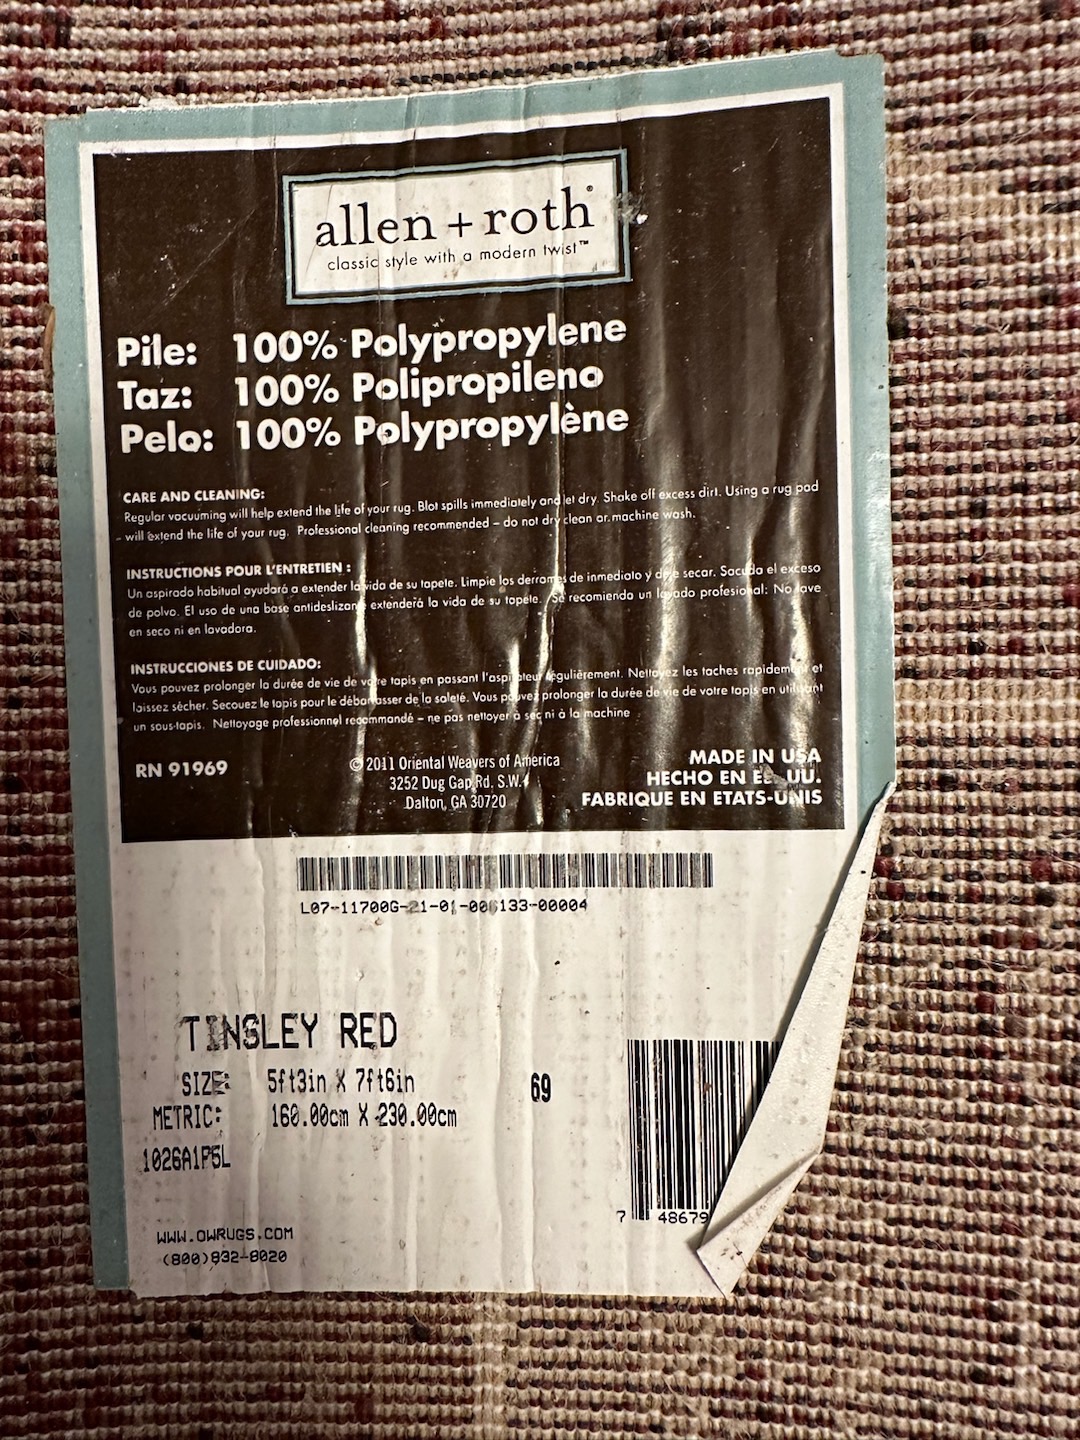 allen + roth®
classic style with a modern twist™
Pile: 100% Polypropylene
Taz: 100% Polipropileno
Pelo: 100% Polypropylène
CARE AND CLEANING:
Regular vacuuming will help extend the life of your rug. Blot spills immediately and let dry. Shake off excess dirt. Using a rug pad
will extend the life of your rug. Professional cleaning recommended – do not dry clean or machine wash.
INSTRUCTIONS POUR L'ENTRETIEN :
Un aspirado habitual ayudará a extender la vida de su tapete. Limpie los derrames de inmediato y deje secar. Sacuda el exceso
de polvo. El uso de una base antideslizante extenderá la vida de su tapete. Se recomiendo un lavado profesional: No lave
en seco ni en lavadora.
INSTRUCCIONES DE CUIDADO:
Vous pouvez prolonger la durée de vie de votre tapis en passant l'aspirateur régulièrement. Nettoyez les taches rapidement et
laissez sécher. Secouez le tapis pour le débarrasser de la saleté. Vous pouvez prolonger la durée de vie de votre tapis en utilisant
un sous-tapis. Nettoyage professionnel recommandé – ne pas nettoyer à sec ni à la machine
RN 91969
© 2011 Oriental Weavers of America
3252 Dug Gap Rd. S.W.
Dalton, GA 30720
MADE IN USA
HECHO EN EE. UU.
FABRIQUE EN ETATS-UNIS
L07-11700G-21-01-006133-00004
TINSLEY RED
SIZE: 5ft3in X 7ft6in
69
METRIC: 160.00cm X 230.00cm
1026A1P5L
7 48679
WWW.OWRUGS.COM
(800)832-8020